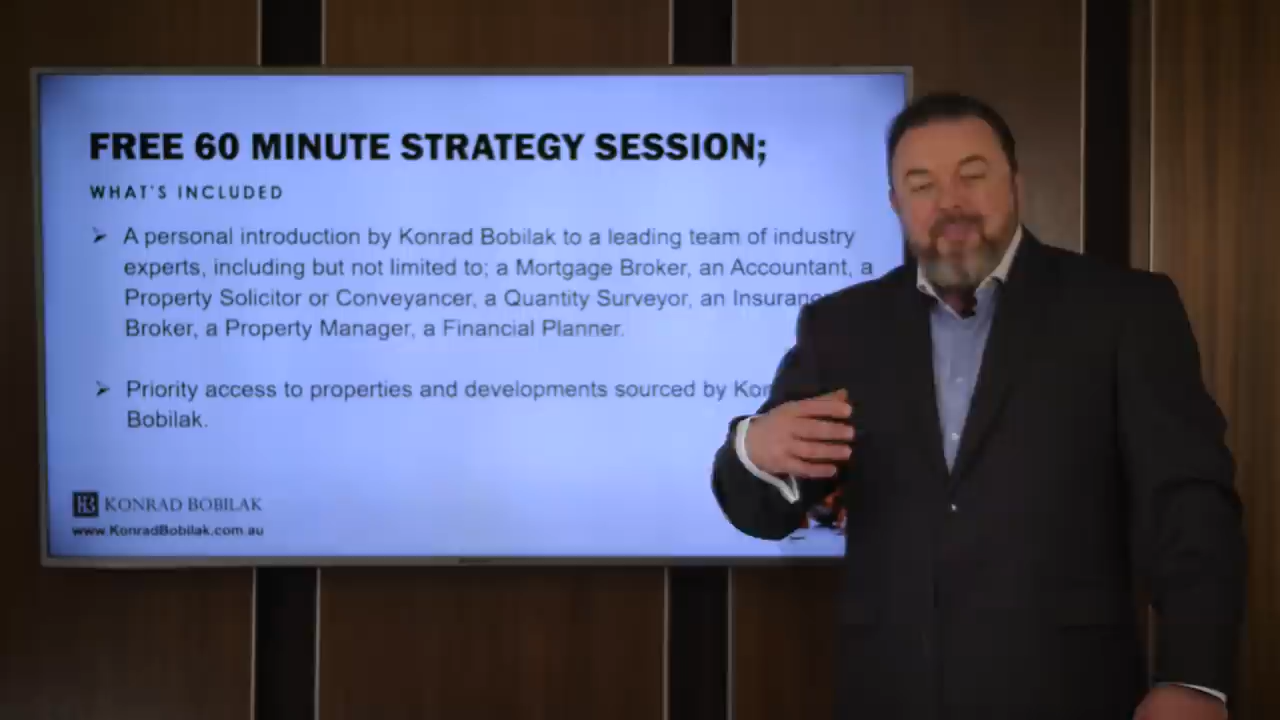 FREE 60 MINUTE STRATEGY SESSION;
WHAT'S INCLUDED
➤ A personal introduction by Konrad Bobilak to a leading team of industry
experts, including but not limited to; a Mortgage Broker, an Accountant, a
Property Solicitor or Conveyancer, a Quantity Surveyor, an
Broker, a Property Manager, a Financial Planner.
➤ Priority access to properties and developments sourced by
Bobilak.
KB KONRAD BOBILAK
www.KonradBobilak.com.au